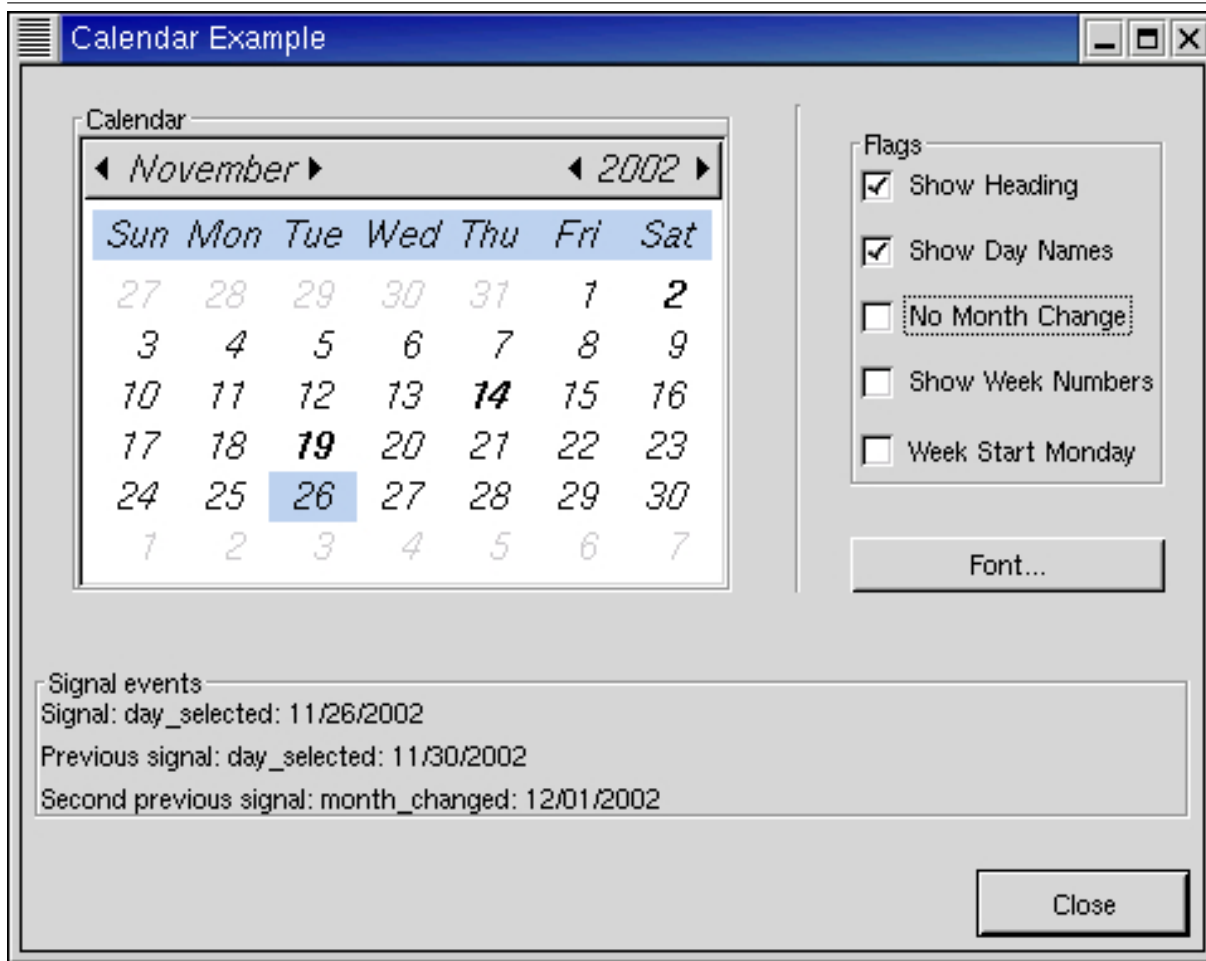 Calendar Example
Calendar
November
2002
Sun Mon Tue Wed Thu Fri Sat
27 28 29 30 31 1 2
3 4 5 6 7 8 9
10 11 12 13 14 15 16
17 18 19 20 21 22 23
24 25 26 27 28 29 30
1 2 3 4 5 6 7
Flags
Show Heading
Show Day Names
No Month Change
Show Week Numbers
Week Start Monday
Font...
Signal events
Signal: day_selected: 11/26/2002
Previous signal: day_selected: 11/30/2002
Second previous signal: month_changed: 12/01/2002
Close